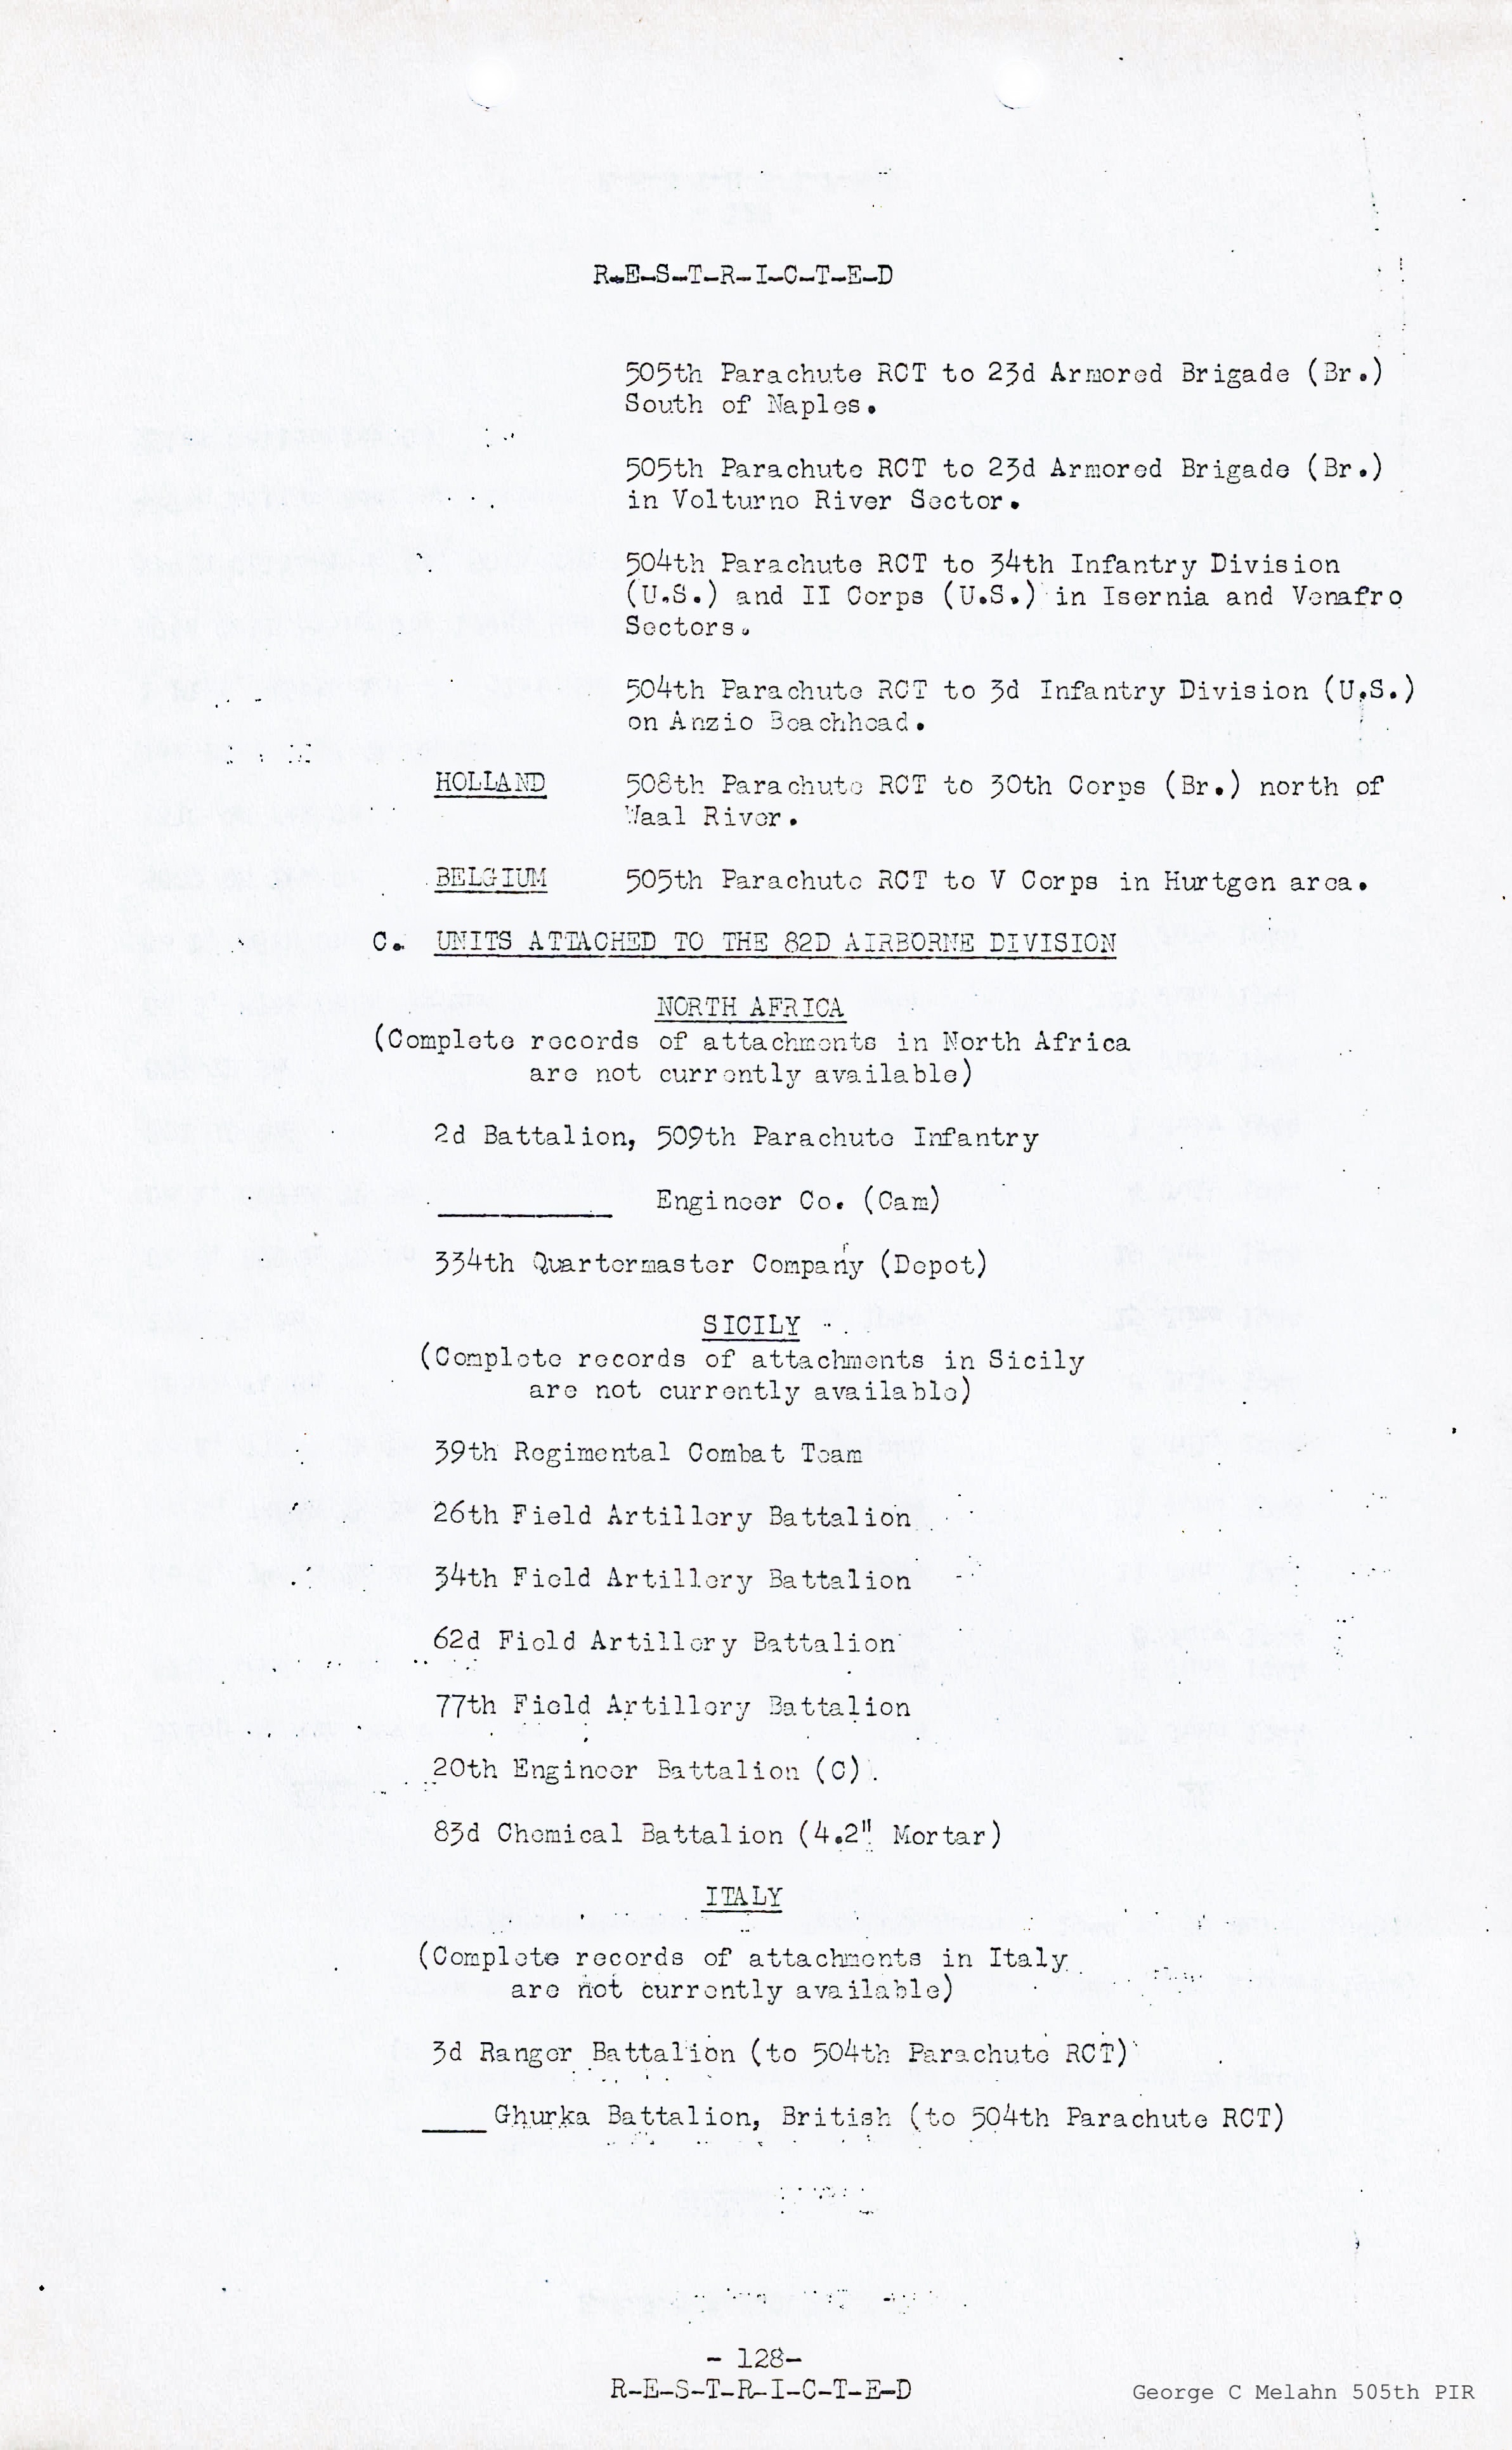 R-E-S-T-R-I-C-T-E-D
505th Parachute RCT to 23d Armored Brigade (Br.)
South of Naples.
505th Parachute RCT to 23d Armored Brigade (Br.)
in Volturno River Sector.
504th Parachute RCT to 34th Infantry Division
(U.S.) and II Corps (U.S.) in Isernia and Venafro
Sectors.
504th Parachute RCT to 3d Infantry Division (U.S.)
on Anzio Beachhead.
HOLLAND 508th Parachute RCT to 30th Corps (Br.) north of
Waal River.
BELGIUM 505th Parachute RCT to V Corps in Hurtgen area.
C. UNITS ATTACHED TO THE 82D AIRBORNE DIVISION
NORTH AFRICA
(Complete records of attachments in North Africa
are not currently available)
2d Battalion, 509th Parachute Infantry
___________ Engineer Co. (Cam)
334th Quartermaster Company (Depot)
SICILY
(Complete records of attachments in Sicily
are not currently available)
39th Regimental Combat Team
26th Field Artillery Battalion
34th Field Artillery Battalion
62d Field Artillery Battalion
77th Field Artillery Battalion
20th Engineer Battalion (C)
83d Chemical Battalion (4.2" Mortar)
ITALY
(Complete records of attachments in Italy
are not currently available)
3d Ranger Battalion (to 504th Parachute RCT)
____Ghurka Battalion, British (to 504th Parachute RCT)
- 128-
R-E-S-T-R-I-C-T-E-D
George C Melahn 505th PIR